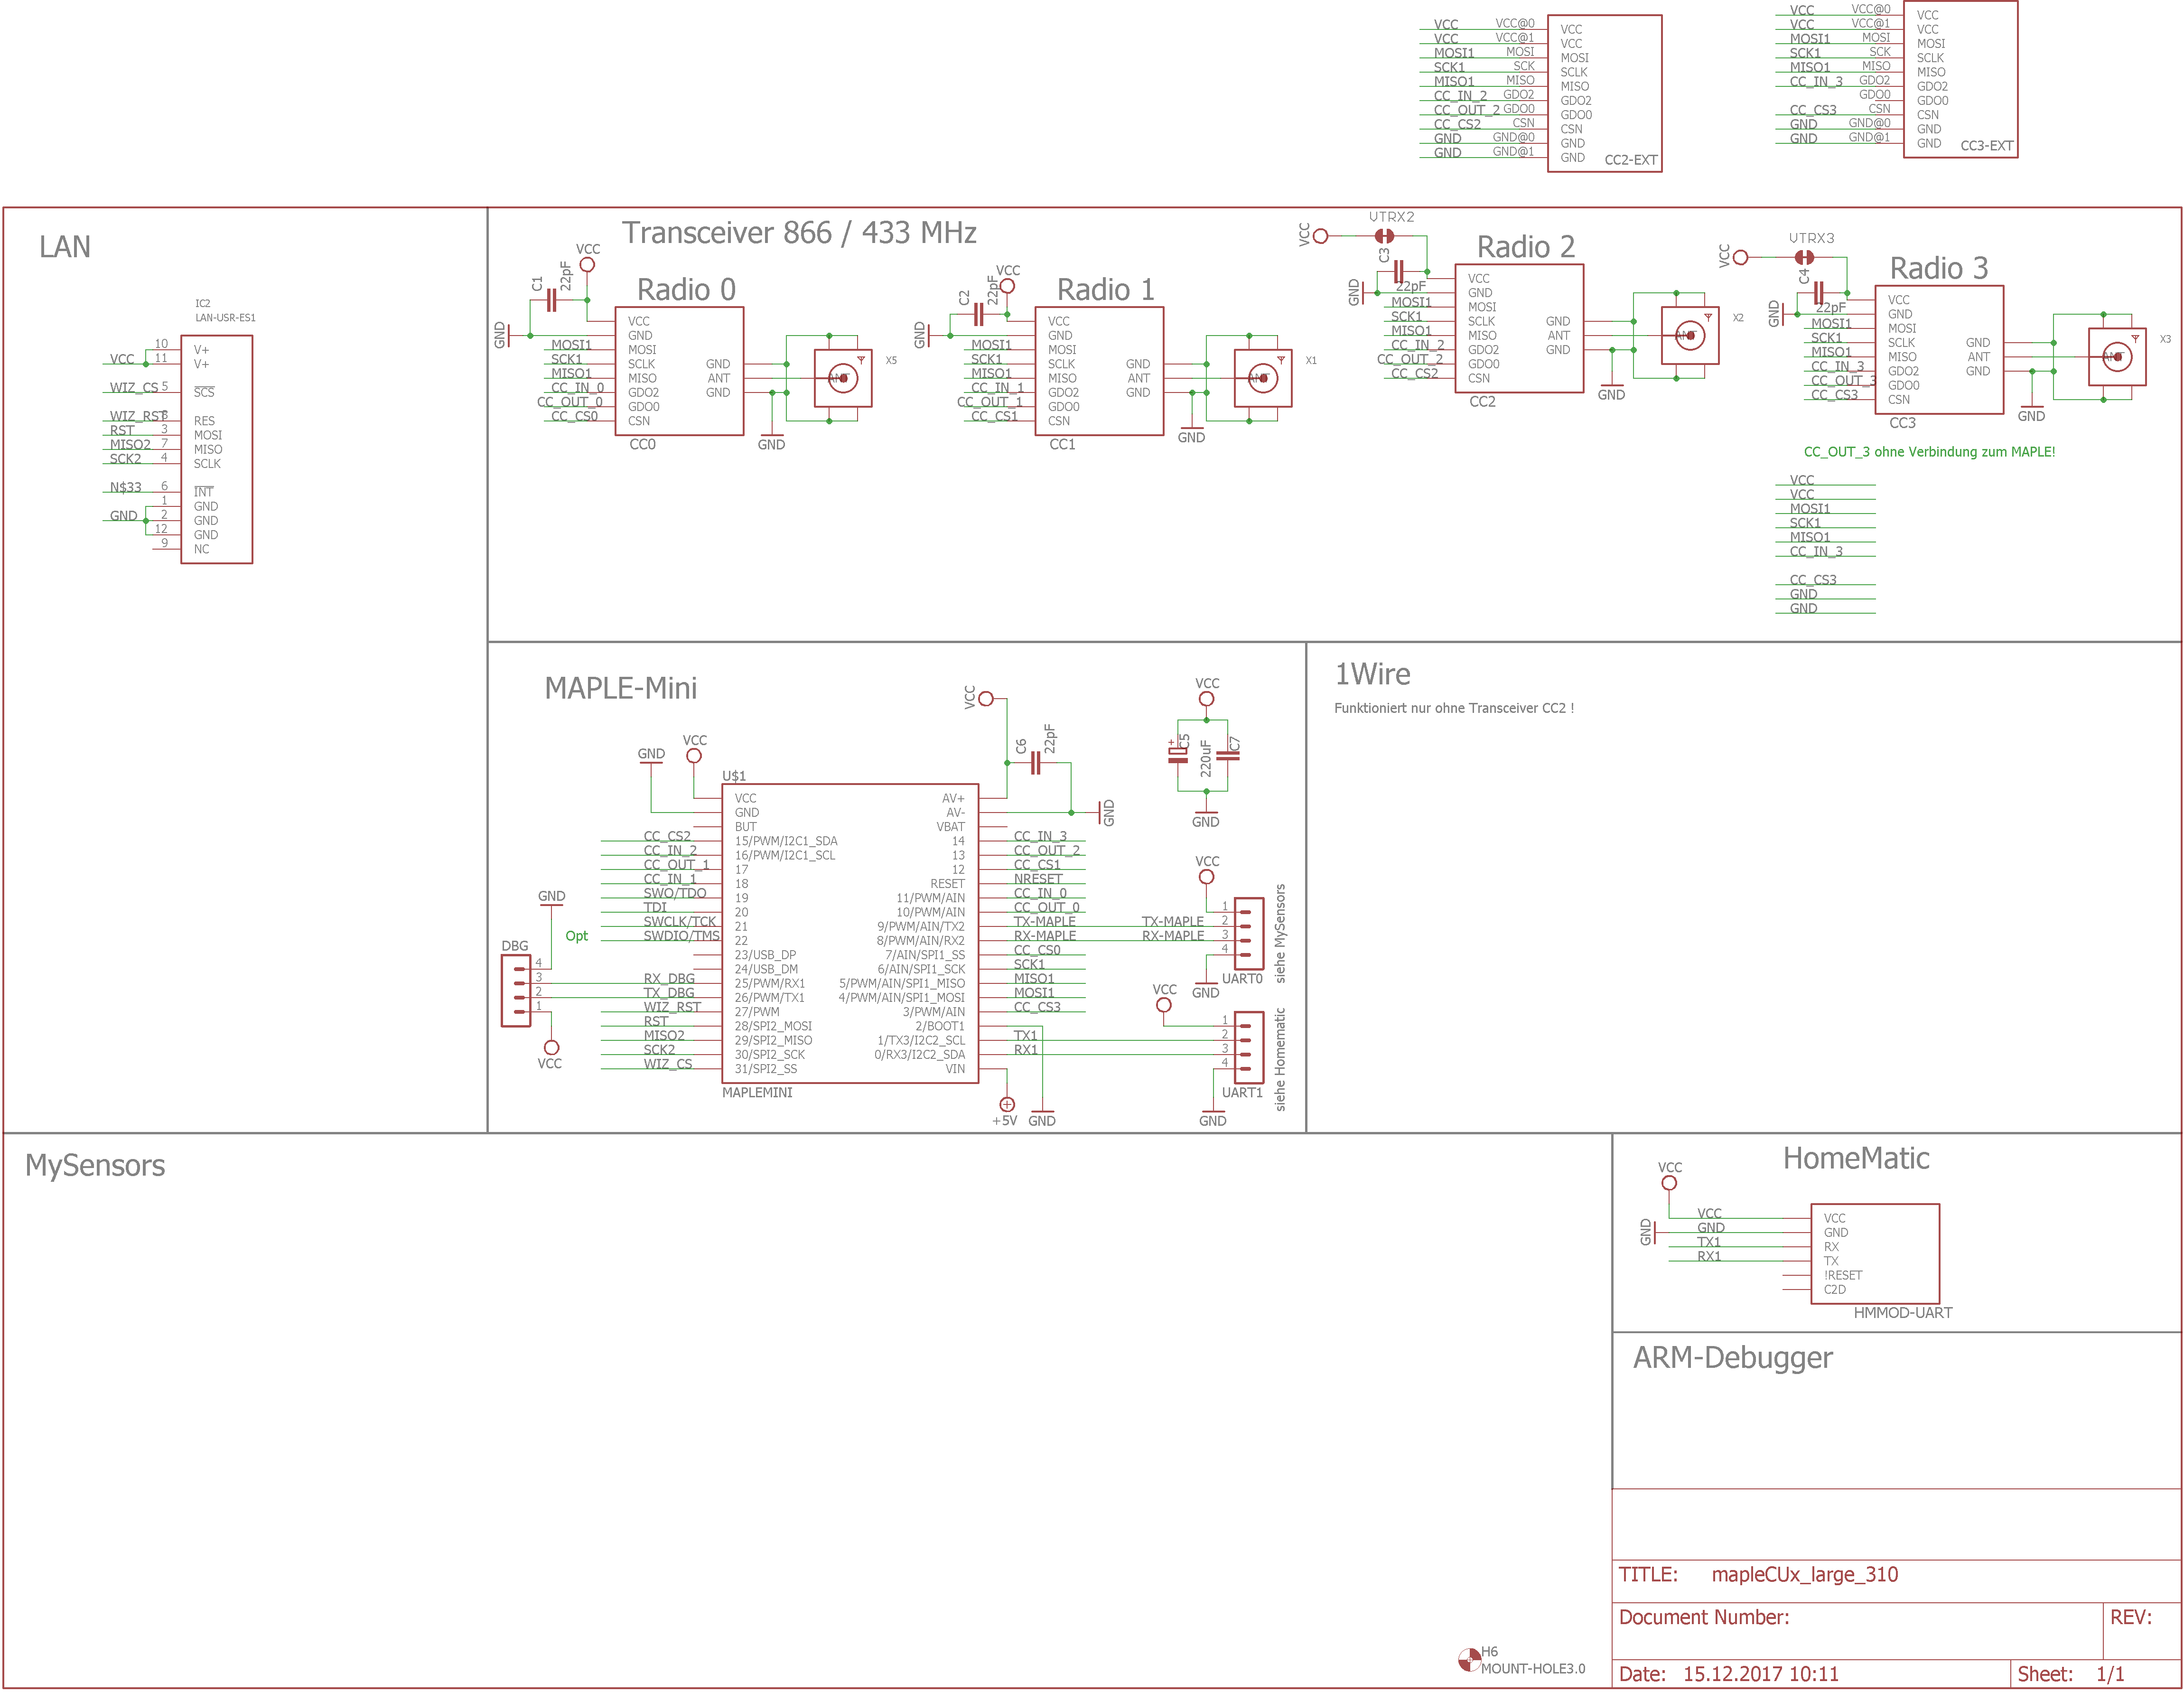 VCC VCC@0 VCC
VCC VCC@1 VCC
MOSI1 MOSI MOSI
SCK1 SCK SCLK
MISO1 MISO MISO
CC_IN_2 GDO2 GDO2
CC_OUT_2 GDO0 GDO0
CC_CS2 CSN CSN
GND GND@0 GND
GND GND@1 GND
CC2-EXT
VCC VCC@0 VCC
VCC VCC@1 VCC
MOSI1 MOSI MOSI
SCK1 SCK SCLK
MISO1 MISO MISO
CC_IN_3 GDO2 GDO2
GDO0 GDO0
CC_CS3 CSN CSN
GND GND@0 GND
GND GND@1 GND
CC3-EXT
LAN
IC2
LAN-USR-ES1
10 V+
VCC 11 V+
WIZ_CS 5 SCS
WIZ_RST 8 RES
RST 3 MOSI
MISO2 7 MISO
SCK2 4 SCLK
N$33 6 INT
1 GND
GND 2 GND
12 GND
9 NC
Transceiver 866 / 433 MHz
VCC
C1
22pF
GND
Radio 0
VCC
GND
MOSI1 MOSI
SCK1 SCLK GND
MISO1 MISO ANT
CC_IN_0 GDO2 GND
CC_OUT_0 GDO0
CC_CS0 CSN
CC0
GND
ANT
X5
VCC
C2
22pF
GND
Radio 1
VCC
GND
MOSI1 MOSI
SCK1 SCLK GND
MISO1 MISO ANT
CC_IN_1 GDO2 GND
CC_OUT_1 GDO0
CC_CS1 CSN
CC1
GND
ANT
X1
VTRX2
VCC
C3
22pF
GND
Radio 2
VCC
GND
MOSI1 MOSI
SCK1 SCLK GND
MISO1 MISO ANT
CC_IN_2 GDO2 GND
CC_OUT_2 GDO0
CC_CS2 CSN
CC2
GND
ANT
X2
VTRX3
VCC
C4
22pF
GND
Radio 3
VCC
GND
MOSI1 MOSI
SCK1 SCLK GND
MISO1 MISO ANT
CC_IN_3 GDO2 GND
CC_OUT_3 GDO0
CC_CS3 CSN
CC3
GND
ANT
X3
CC_OUT_3 ohne Verbindung zum MAPLE!
VCC
VCC
MOSI1
SCK1
MISO1
CC_IN_3
CC_CS3
GND
GND
MAPLE-Mini
GND
VCC
VCC
C6
22pF
GND
U$1
VCC AV+
GND AV-
BUT VBAT
CC_CS2 15/PWM/I2C1_SDA 14 CC_IN_3
CC_IN_2 16/PWM/I2C1_SCL 13 CC_OUT_2
CC_OUT_1 17 12 CC_CS1
CC_IN_1 18 RESET NRESET
SWO/TDO 19 11/PWM/AIN CC_IN_0
TDI 20 10/PWM/AIN CC_OUT_0
SWCLK/TCK 21 9/PWM/AIN/TX2 TX-MAPLE
SWDIO/TMS 22 8/PWM/AIN/RX2 RX-MAPLE
23/USB_DP 7/AIN/SPI1_SS CC_CS0
24/USB_DM 6/AIN/SPI1_SCK SCK1
RX_DBG 25/PWM/RX1 5/PWM/AIN/SPI1_MISO MISO1
TX_DBG 26/PWM/TX1 4/PWM/AIN/SPI1_MOSI MOSI1
WIZ_RST 27/PWM 3/PWM/AIN CC_CS3
RST 28/SPI2_MOSI 2/BOOT1
MISO2 29/SPI2_MISO 1/TX3/I2C2_SCL TX1
SCK2 30/SPI2_SCK 0/RX3/I2C2_SDA RX1
WIZ_CS 31/SPI2_SS VIN
MAPLEMINI
+5V
GND
GND
Opt
DBG
4
3
2
1
VCC
VCC
+
C5
220uF
C7
GND
VCC
1
TX-MAPLE 2
RX-MAPLE 3
4
GND
UART0
siehe MySensors
VCC
1
2
3
4
GND
UART1
siehe Homematic
1Wire
Funktioniert nur ohne Transceiver CC2 !
MySensors
HomeMatic
VCC
GND
VCC VCC
GND GND
TX1 RX
RX1 TX
!RESET
C2D
HMMOD-UART
ARM-Debugger
H6
MOUNT-HOLE3.0
TITLE: mapleCUx_large_310
Document Number:
REV:
Date: 15.12.2017 10:11
Sheet: 1/1